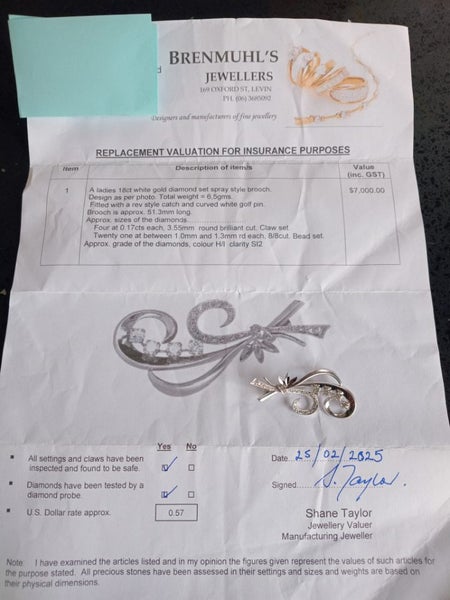 BRENMUHL'S
JEWELLERS
169 OXFORD ST, LEVIN
PH. (06) 3685092
Designers and manufacturers of fine jewellery
REPLACEMENT VALUATION FOR INSURANCE PURPOSES
Item Description of items Value (inc. GST)
1 A ladies 18ct white gold diamond set spray style brooch. $7,000.00
Design as per photo. Total weight = 6.5gms.
Fitted with a rev style catch and curved white gold pin.
Brooch is approx. 51.3mm long.
Approx. sizes of the diamonds.
Four at 0.17cts each, 3.55mm round brilliant cut. Claw set.
Twenty one at between 1.0mm and 1.3mm rd each, 8/8cut. Bead set.
Approx. grade of the diamonds, colour H/I clarity SI2
Yes No
All settings and claws have been
inspected and found to be safe.
Diamonds have been tested by a
diamond probe.
U.S. Dollar rate approx. 0.57
Date...25/02/2025
Signed...S. Taylor.
Shane Taylor
Jewellery Valuer
Manufacturing Jeweller
Note: I have examined the articles listed and in my opinion the figures given represent the values of such articles for
the purpose stated. All precious stones have been assessed in their settings and sizes and weights are based on
their physical dimensions.